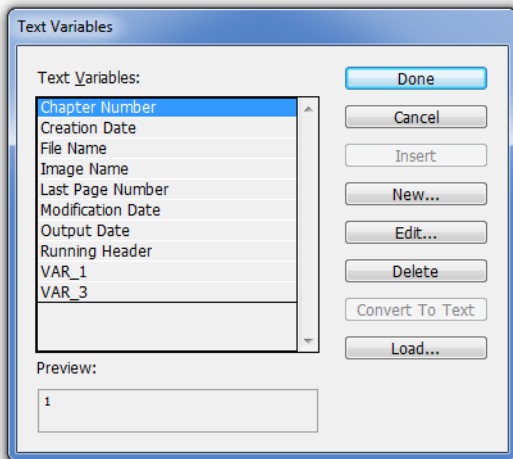 Text Variables
Text Variables:
Chapter Number
Creation Date
File Name
Image Name
Last Page Number
Modification Date
Output Date
Running Header
VAR_1
VAR_3
Preview:
1
Done
Cancel
Insert
New...
Edit...
Delete
Convert To Text
Load...